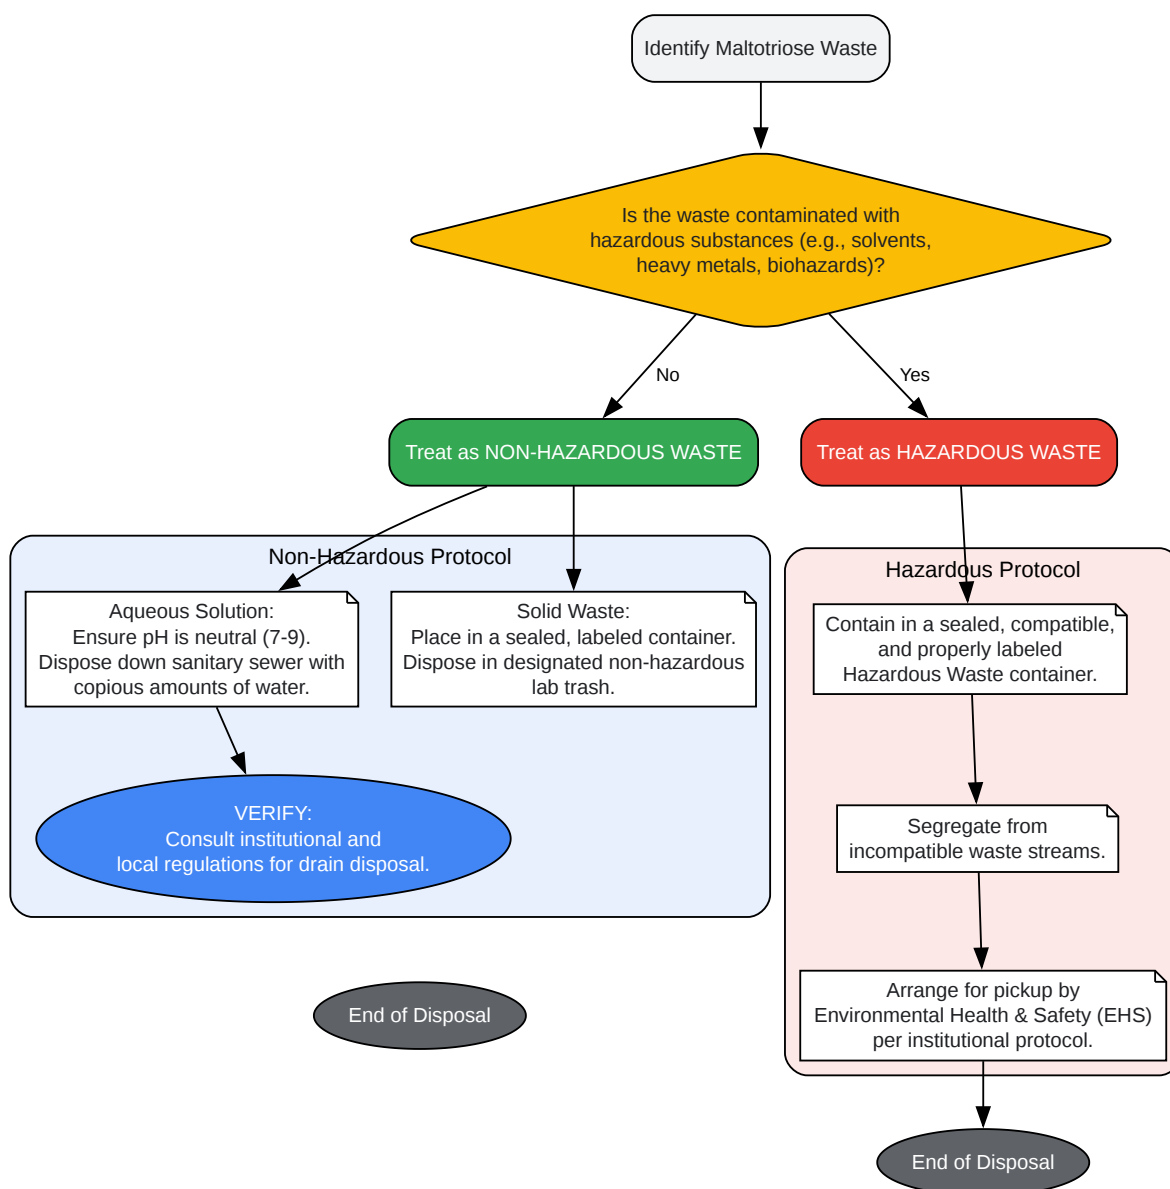 Identify Maltotriose Waste
Is the waste contaminated with
hazardous substances (e.g., solvents,
heavy metals, biohazards)?
No
Yes
Treat as NON-HAZARDOUS WASTE
Treat as HAZARDOUS WASTE
Non-Hazardous Protocol
Aqueous Solution:
Ensure pH is neutral (7-9).
Dispose down sanitary sewer with
copious amounts of water.
Solid Waste:
Place in a sealed, labeled container.
Dispose in designated non-hazardous
lab trash.
VERIFY:
Consult institutional and
local regulations for drain disposal.
End of Disposal
Hazardous Protocol
Contain in a sealed, compatible,
and properly labeled
Hazardous Waste container.
Segregate from
incompatible waste streams.
Arrange for pickup by
Environmental Health & Safety (EHS)
per institutional protocol.
End of Disposal